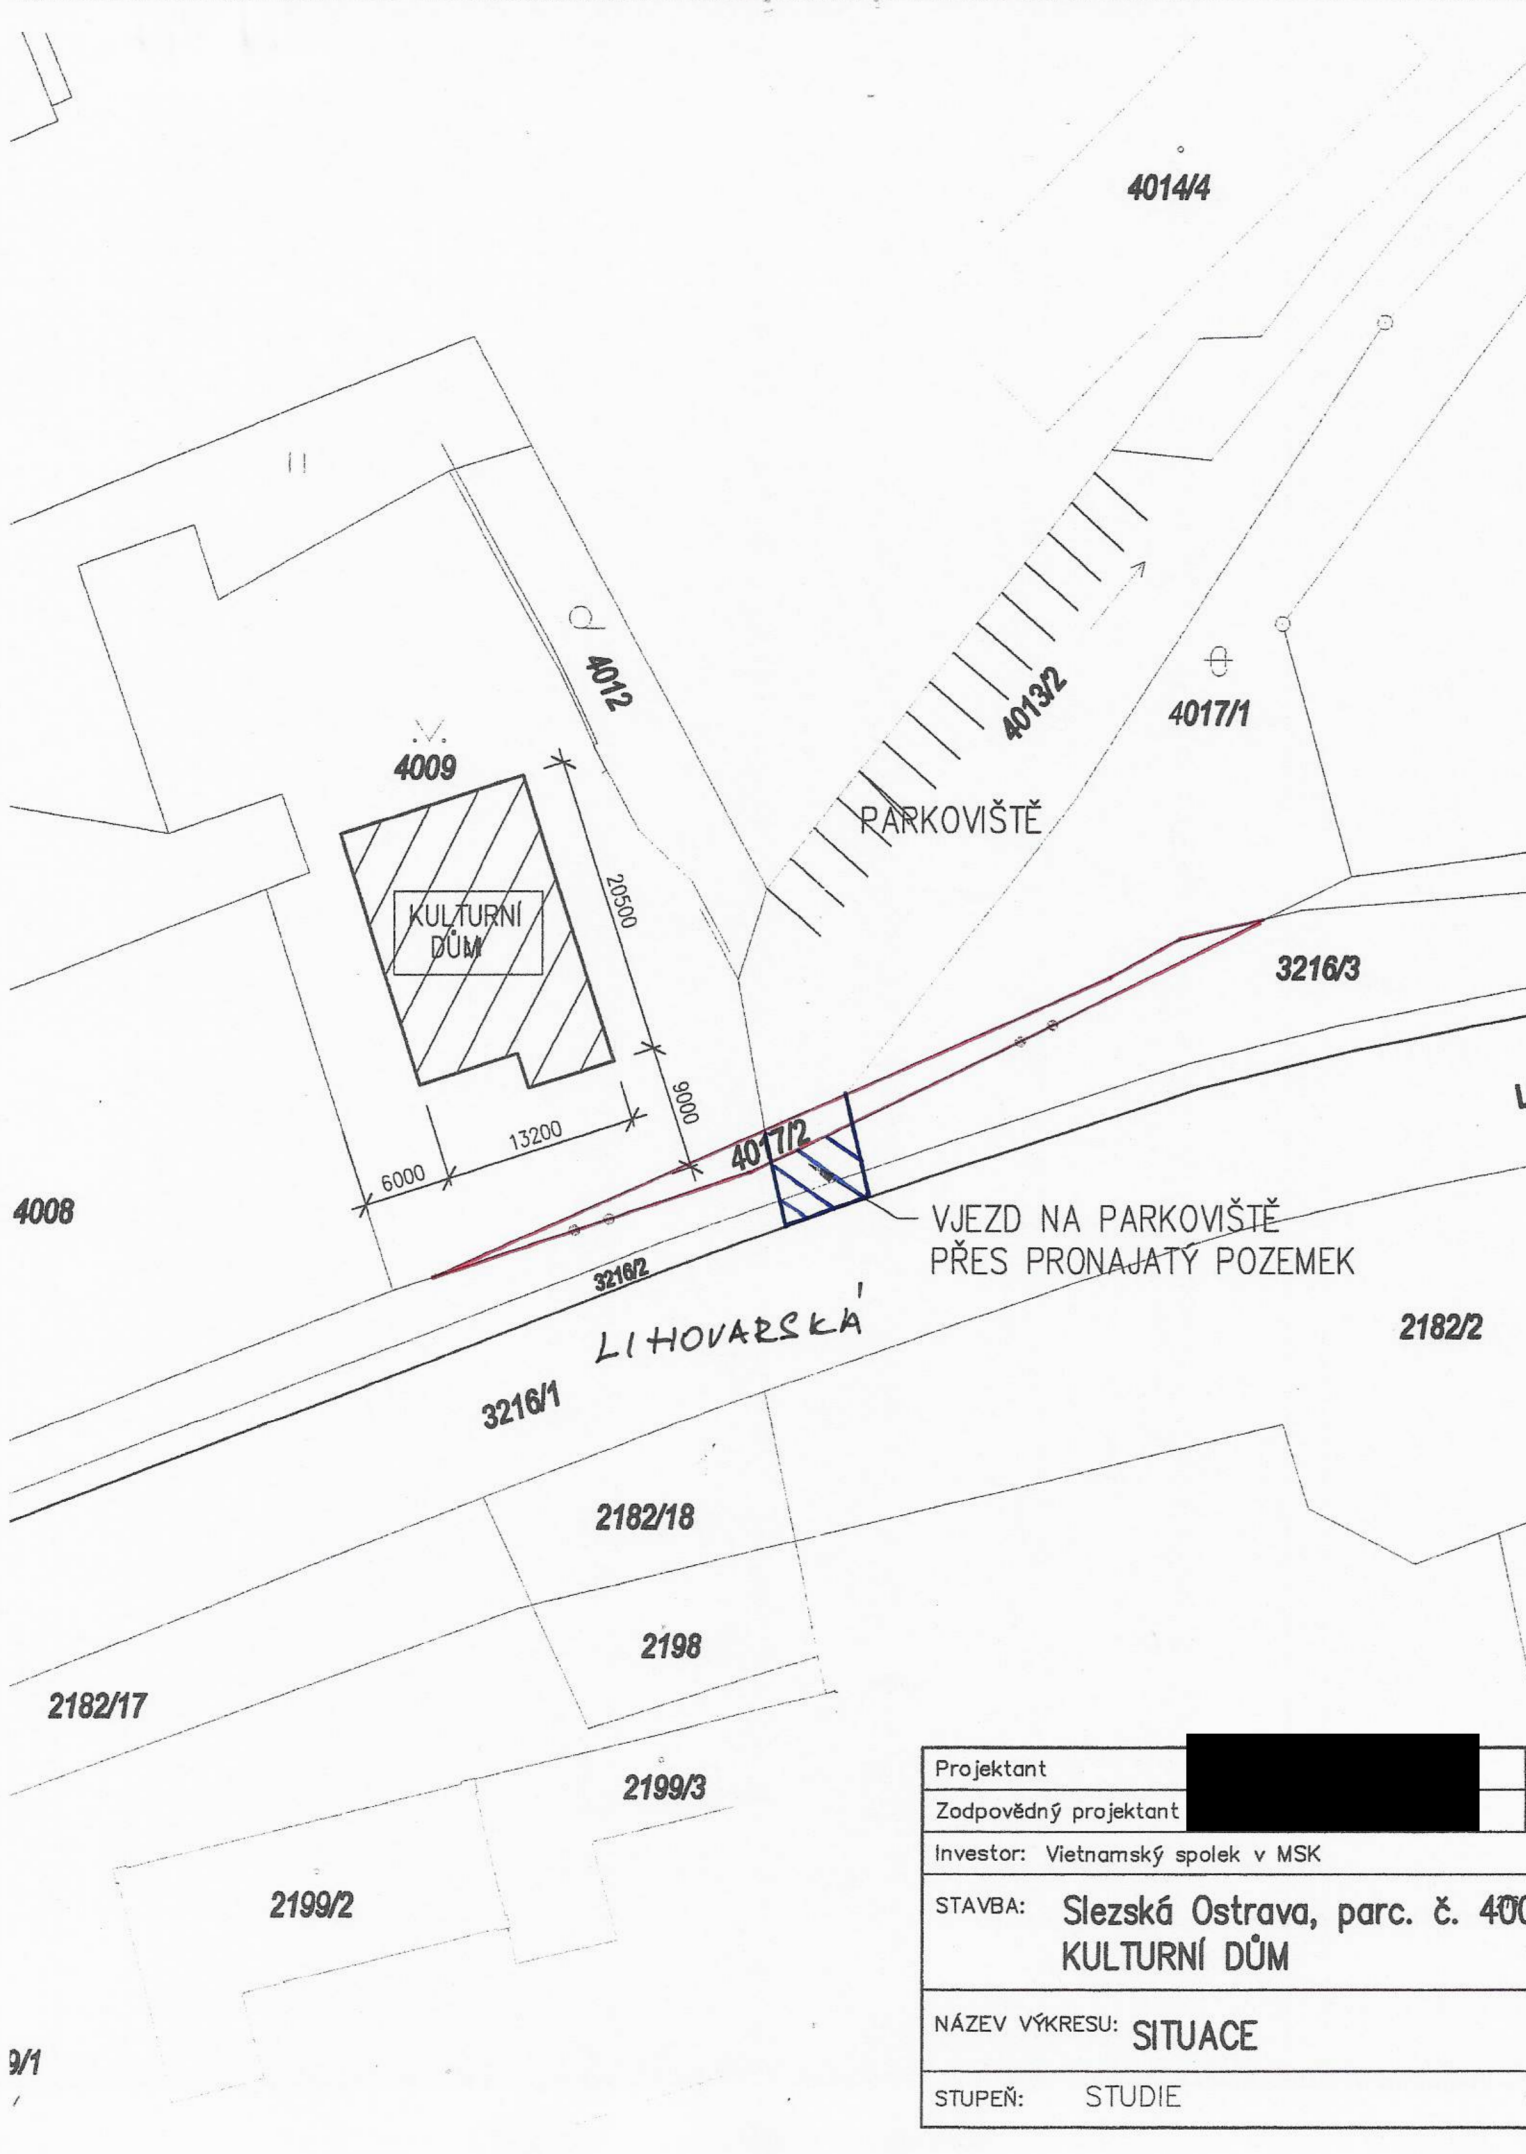 4014/4
4012
4009
4013/2
4017/1
PARKOVIŠTĚ
KULTURNÍ
DŮM
20500
3216/3
9000
4017/2
13200
6000
4008
VJEZD NA PARKOVIŠTĚ
PŘES PRONAJATÝ POZEMEK
3216/2
LIHOVARSKÁ
2182/2
3216/1
2182/18
2198
2182/17
2199/3
2199/2
9/1
Projektant
Zodpovědný projektant
Investor: Vietnamský spolek v MSK
STAVBA: Slezská Ostrava, parc. č. 400
KULTURNÍ DŮM
NÁZEV VÝKRESU: SITUACE
STUPEŇ: STUDIE